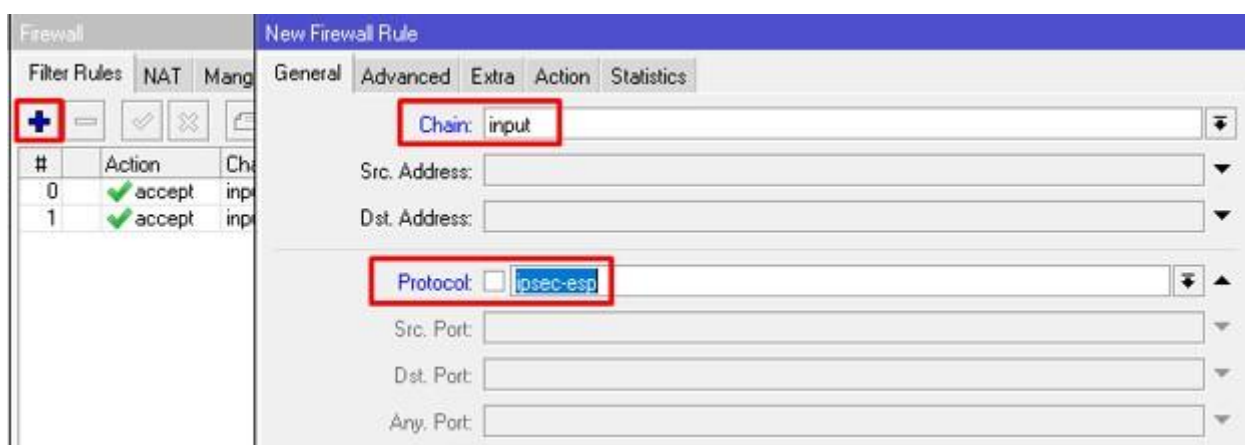 Firewall
New Firewall Rule
Filter Rules NAT Mang
General Advanced Extra Action Statistics
Chain: input
# Action Cha
Src. Address:
0 accept inp
1 accept inp
Dst. Address:
Protocol: ipsec-esp
Src. Port:
Dst. Port:
Any. Port: